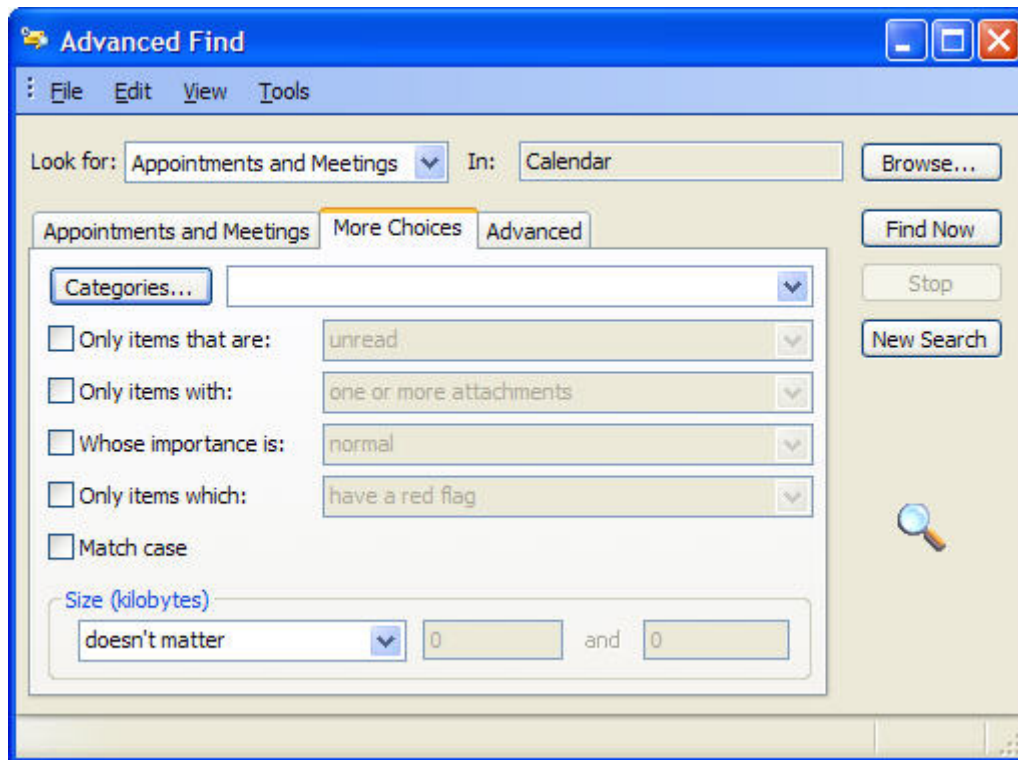 Advanced Find
File Edit View Tools
Look for: Appointments and Meetings In: Calendar Browse...
Appointments and Meetings More Choices Advanced Find Now
Categories... Stop
Only items that are: unread New Search
Only items with: one or more attachments
Whose importance is: normal
Only items which: have a red flag
Match case
Size (kilobytes)
doesn't matter 0 and 0